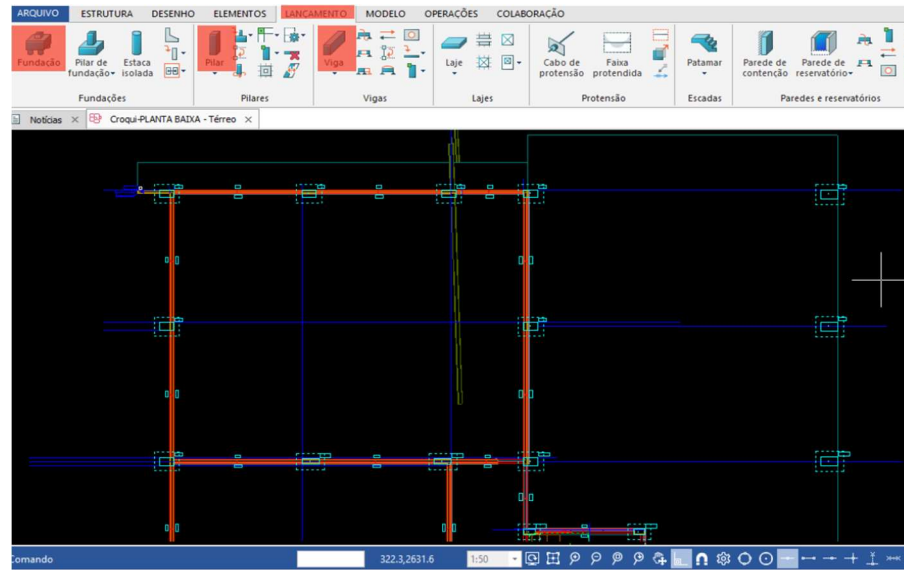 ARQUIVO ESTRUTURA DESENHO ELEMENTOS LANÇAMENTO MODELO OPERAÇÕES COLABORAÇÃO
Fundação Pilar de fundação Estaca isolada Pilar Viga Laje Cabo de protensão Faixa protendida Patamar Parede de contenção Parede de reservatório
Fundações Pilares Vigas Lajes Protensão Escadas Paredes e reservatórios
Notícias Croqui-PLANTA BAIXA - Térreo
Comando 322.3,2631.6 1:50